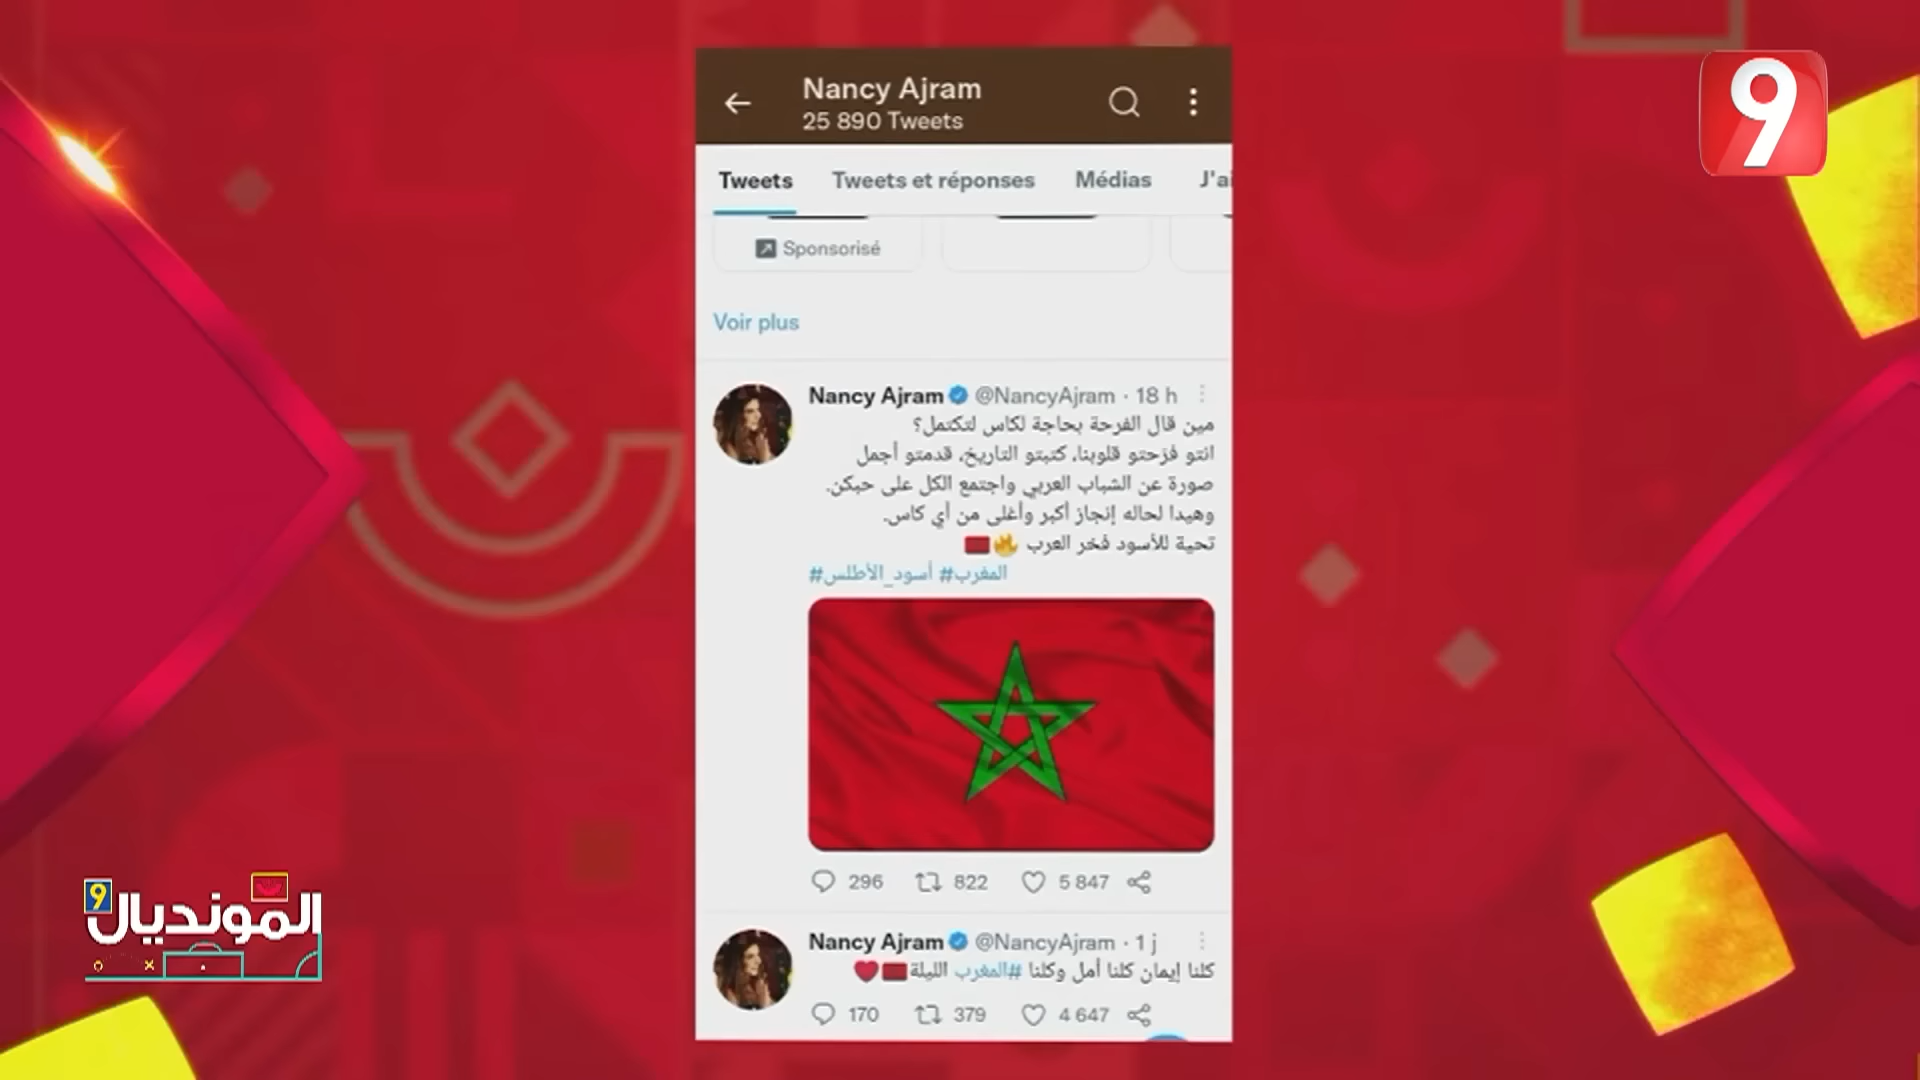 9
Nancy Ajram
25 890 Tweets
Tweets
Tweets et réponses
Médias
J'ai
Sponsorisé
Voir plus
Nancy Ajram @NancyAjram · 18 h
مين قال الفرحة بحاجة لكاس لتكتمل؟
انتو فرّحتو قلوبنا، كتبتو التاريخ، قدمتو أجمل
صورة عن الشباب العربي واجتمع الكل على حبكن.
وهيدا لحاله إنجاز أكبر وأغلى من أي كاس.
تحية للأسود فخر العرب 🔥🇲🇦
#المغرب #أسود_الأطلس
296
822
5 847
Nancy Ajram @NancyAjram · 1 j
كلنا إيمان كلنا أمل وكلنا #المغرب الليلة🇲🇦❤️
170
379
4 647
9
المونديال